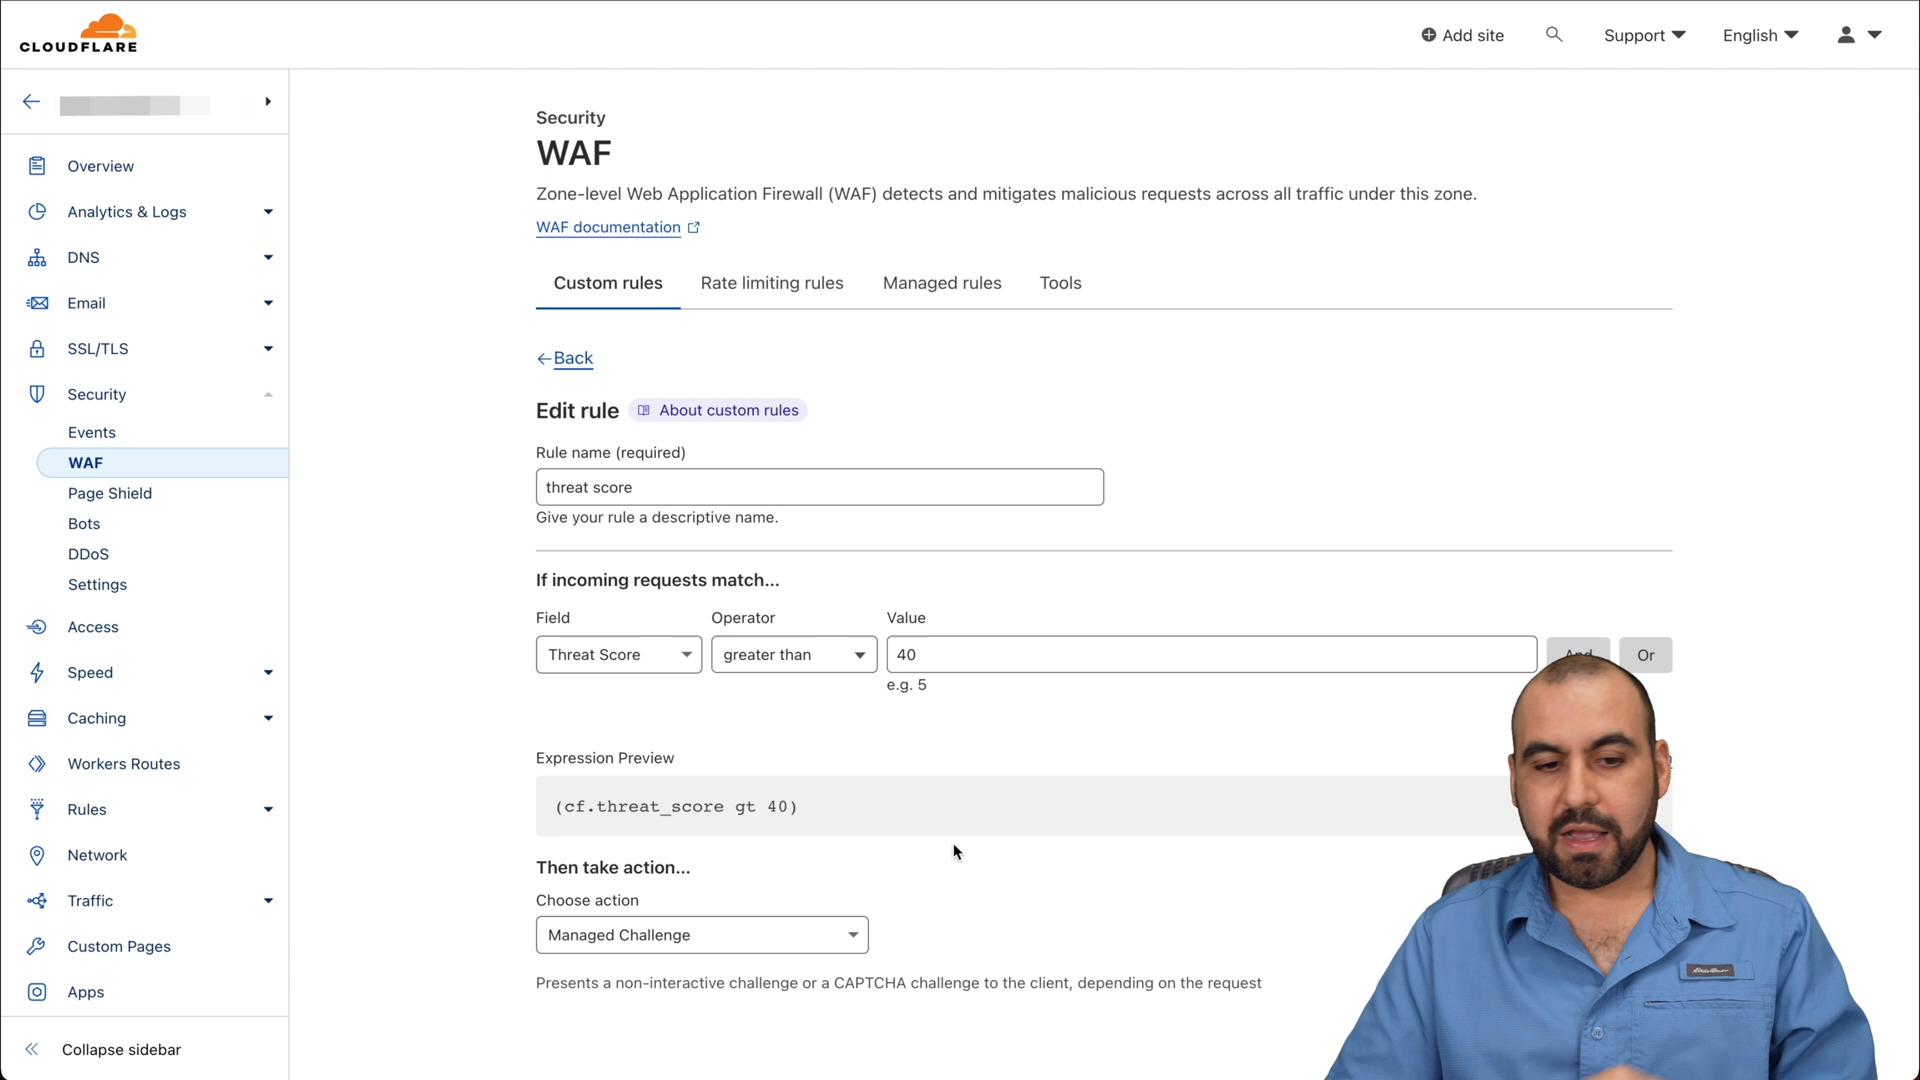 CLOUDFLARE
Add site
Support
English
Overview
Analytics & Logs
DNS
Email
SSL/TLS
Security
Events
WAF
Page Shield
Bots
DDoS
Settings
Access
Speed
Caching
Workers Routes
Rules
Network
Traffic
Custom Pages
Apps
Collapse sidebar
Security
WAF
Zone-level Web Application Firewall (WAF) detects and mitigates malicious requests across all traffic under this zone.
WAF documentation
Custom rules Rate limiting rules Managed rules Tools
Back
Edit rule About custom rules
Rule name (required)
threat score
Give your rule a descriptive name.
If incoming requests match...
Field Operator Value
Threat Score greater than 40 And Or
e.g. 5
Expression Preview
(cf.threat_score gt 40)
Then take action...
Choose action
Managed Challenge
Presents a non-interactive challenge or a CAPTCHA challenge to the client, depending on the request